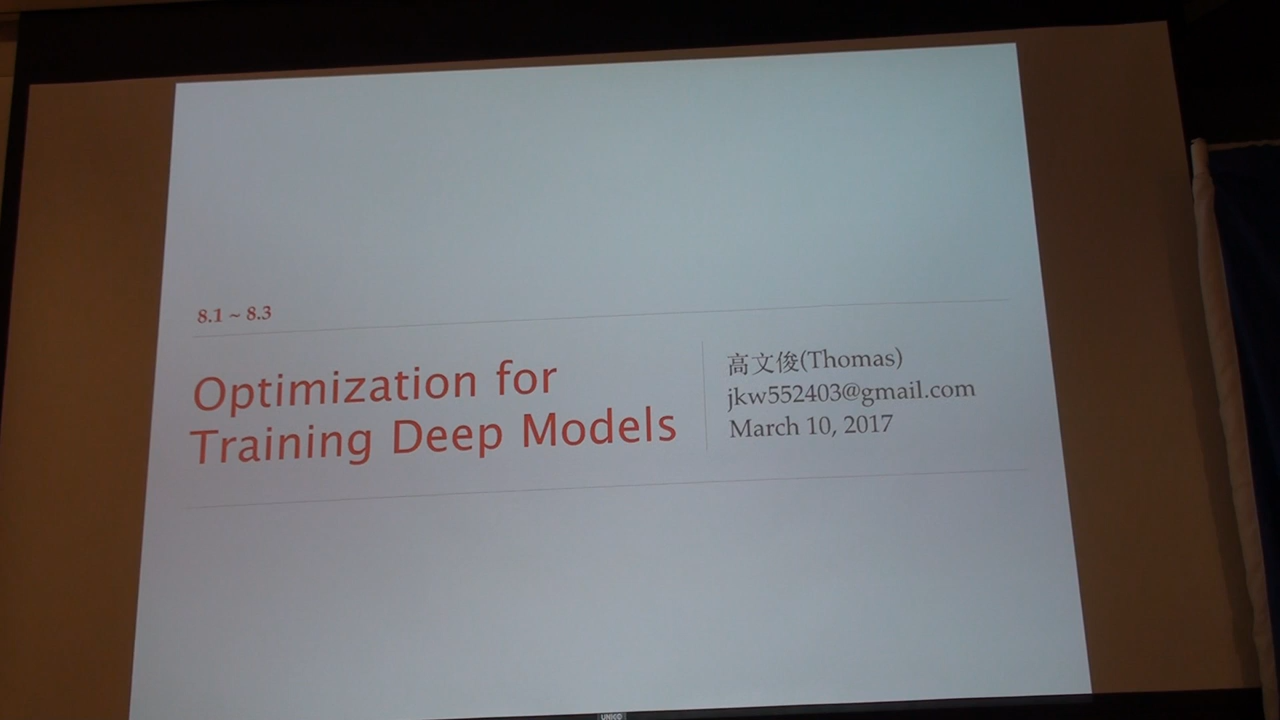 8.1 ~ 8.3
Optimization for
Training Deep Models
高文俊(Thomas)
jkw552403@gmail.com
March 10, 2017
UNIKO